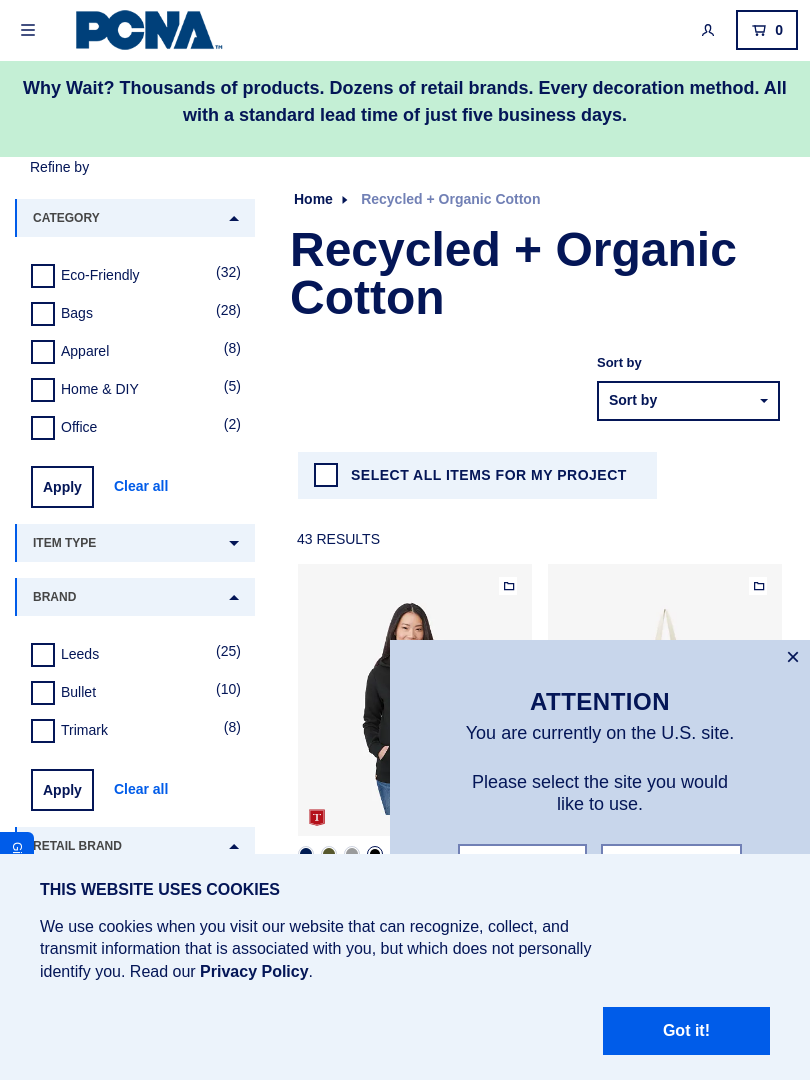 PCNA™
0
Why Wait? Thousands of products. Dozens of retail brands. Every decoration method. All
with a standard lead time of just five business days.
Refine by
CATEGORY
Eco-Friendly (32)
Bags (28)
Apparel (8)
Home & DIY (5)
Office (2)
Apply Clear all
ITEM TYPE
BRAND
Leeds (25)
Bullet (10)
Trimark (8)
Apply Clear all
RETAIL BRAND
Home Recycled + Organic Cotton
Recycled + Organic
Cotton
Sort by
Sort by
SELECT ALL ITEMS FOR MY PROJECT
43 RESULTS
T
ATTENTION
You are currently on the U.S. site.
Please select the site you would
like to use.
THIS WEBSITE USES COOKIES
We use cookies when you visit our website that can recognize, collect, and
transmit information that is associated with you, but which does not personally
identify you. Read our Privacy Policy.
Got it!